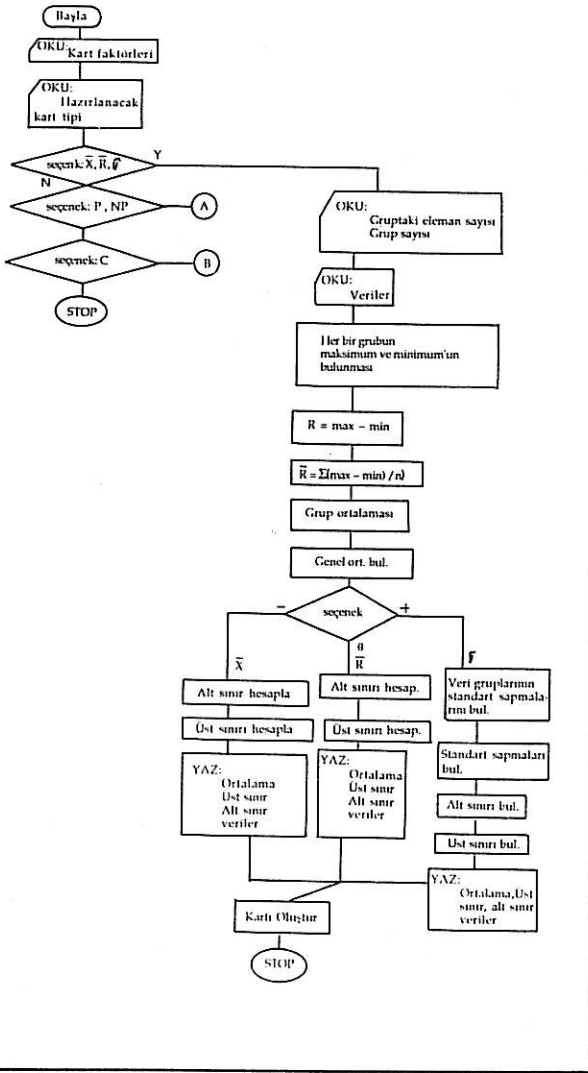 Başla
OKU:
Kart faktörleri
OKU:
Hazırlanacak
kart tipi
seçenk: X̄, R̄, σ̄
Y
N
seçenek: P , NP
A
seçenek: C
B
STOP
OKU:
Gruptaki eleman sayısı
Grup sayısı
OKU:
Veriler
Her bir grubun
maksimum ve minimum'un
bulunması
R = max – min
R̄ = Σ(max – min) / n)
Grup ortalaması
Genel ort. bul.
–
seçenek
+
0
X̄
Alt sınır hesapla
Üst sınırı hesapla
YAZ:
Ortalama
Üst sınır
Alt sınır
veriler
R̄
Alt sınırı hesap.
Üst sınırı hesap.
YAZ:
Ortalama
Üst sınır
Alt sınır
veriler
σ̄
Veri gruplarının
standart sapmala-
rını bul.
Standart sapmaları
bul.
Alt sınırı bul.
Üst sınırı bul.
YAZ:
Ortalama,Üst
sınır, alt sınır
veriler
Kartı Oluştur
STOP